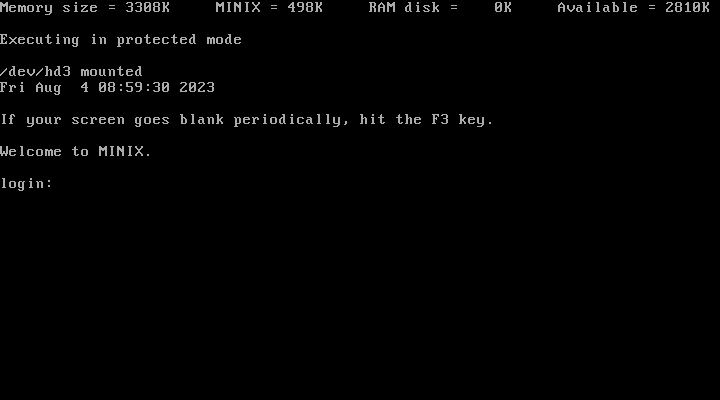 Memory size = 3308K     MINIX = 498K     RAM disk =    0K     Available = 2810K
Executing in protected mode
/dev/hd3 mounted
Fri Aug  4 08:59:30 2023
If your screen goes blank periodically, hit the F3 key.
Welcome to MINIX.
login: